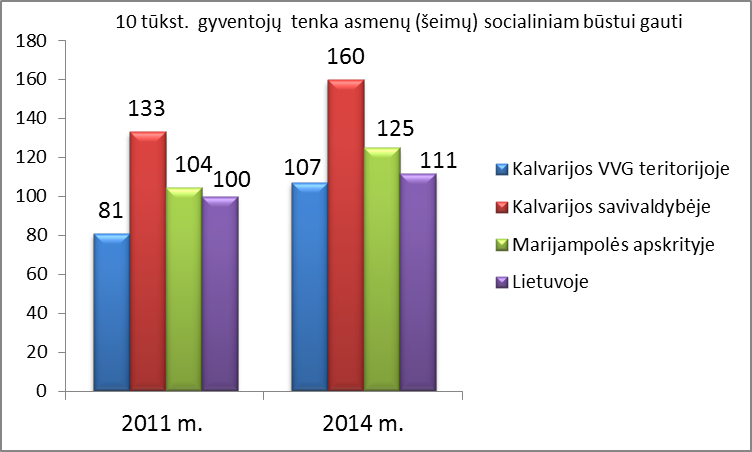 10 tūkst. gyventojų tenka asmenų (šeimų) socialiniam būstui gauti
180
160
140
120
100
80
60
40
20
0
81
133
104
100
107
160
125
111
2011 m.
2014 m.
Kalvarijos VVG teritorijoje
Kalvarijos savivaldybėje
Marijampolės apskrityje
Lietuvoje